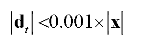 |d_t| < 0.001 × |x|